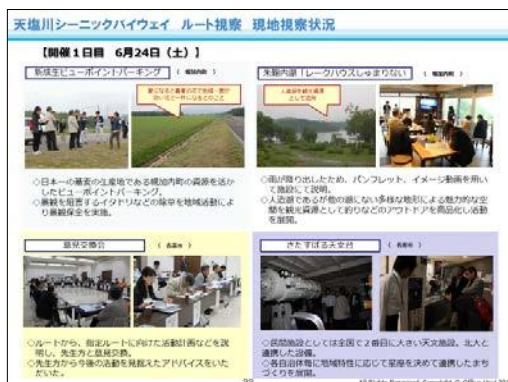 天塩川シーニックバイウェイ ルート視察 現地視察状況
【開催1日目 6月24日(土)】
新成生ビューポイントパーキング 〈 幌加内町 〉
朱鞠内湖「レークハウスしゅまりない」 〈 幌加内町 〉
人造湖を観光資源
として活用
◇日本一の蕎麦の生産地である幌加内町の資源を活か
したビューポイントパーキング。
◇景観を阻害するイタドリなどの除草を地域活動によ
り景観保全を実施。
◇雨が降り出したため、パンフレット、イメージ動画を用い
て施設にて説明。
◇人造湖であるが他の湖にない多様な地形による魅力的な空
間を観光資源として釣りなどのアウトドアを商品化し活動
を展開。
意見交換会 〈 名寄市 〉
きたすばる天文台 〈 名寄市 〉
◇ルートから、指定ルートに向けた活動計画などを説
明し、先生方と意見交換。
◇先生方から今後の活動を見据えたアドバイスをいた
だいた。
◇民間施設としては全国で2番目に大きい天文施設。北大と
連携した設備。
◇各自治体毎に地域特性に応じて星座を決めて連携したまち
づくりを展開。